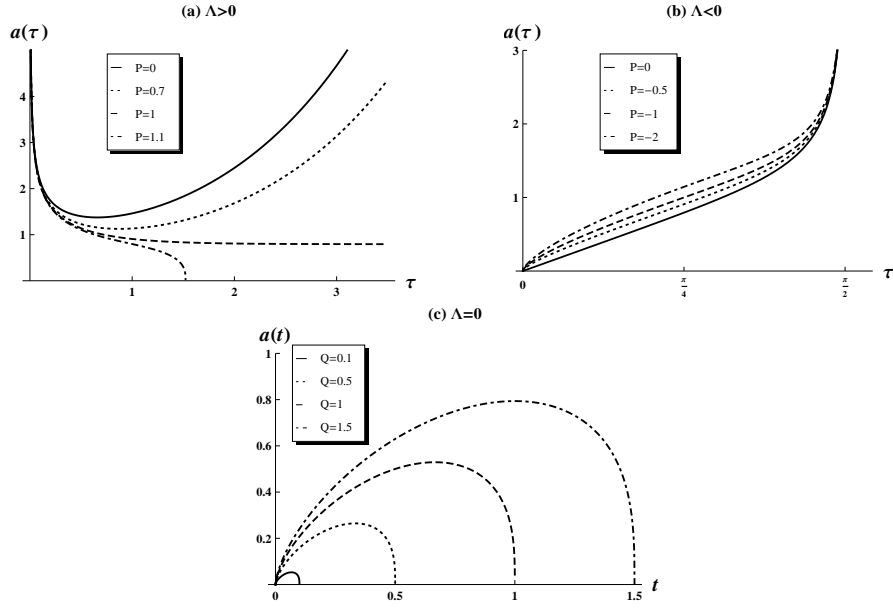 (a) Λ>0
a(τ)
P=0
P=0.7
P=1
P=1.1
4
3
2
1
1 2 3 τ
(b) Λ<0
a(τ)
3
P=0
P=−0.5
P=−1
P=−2
2
1
0 π/4 π/2 τ
(c) Λ=0
a(t)
1
Q=0.1
Q=0.5
Q=1
Q=1.5
0.8
0.6
0.4
0.2
0 0.5 1 1.5 t